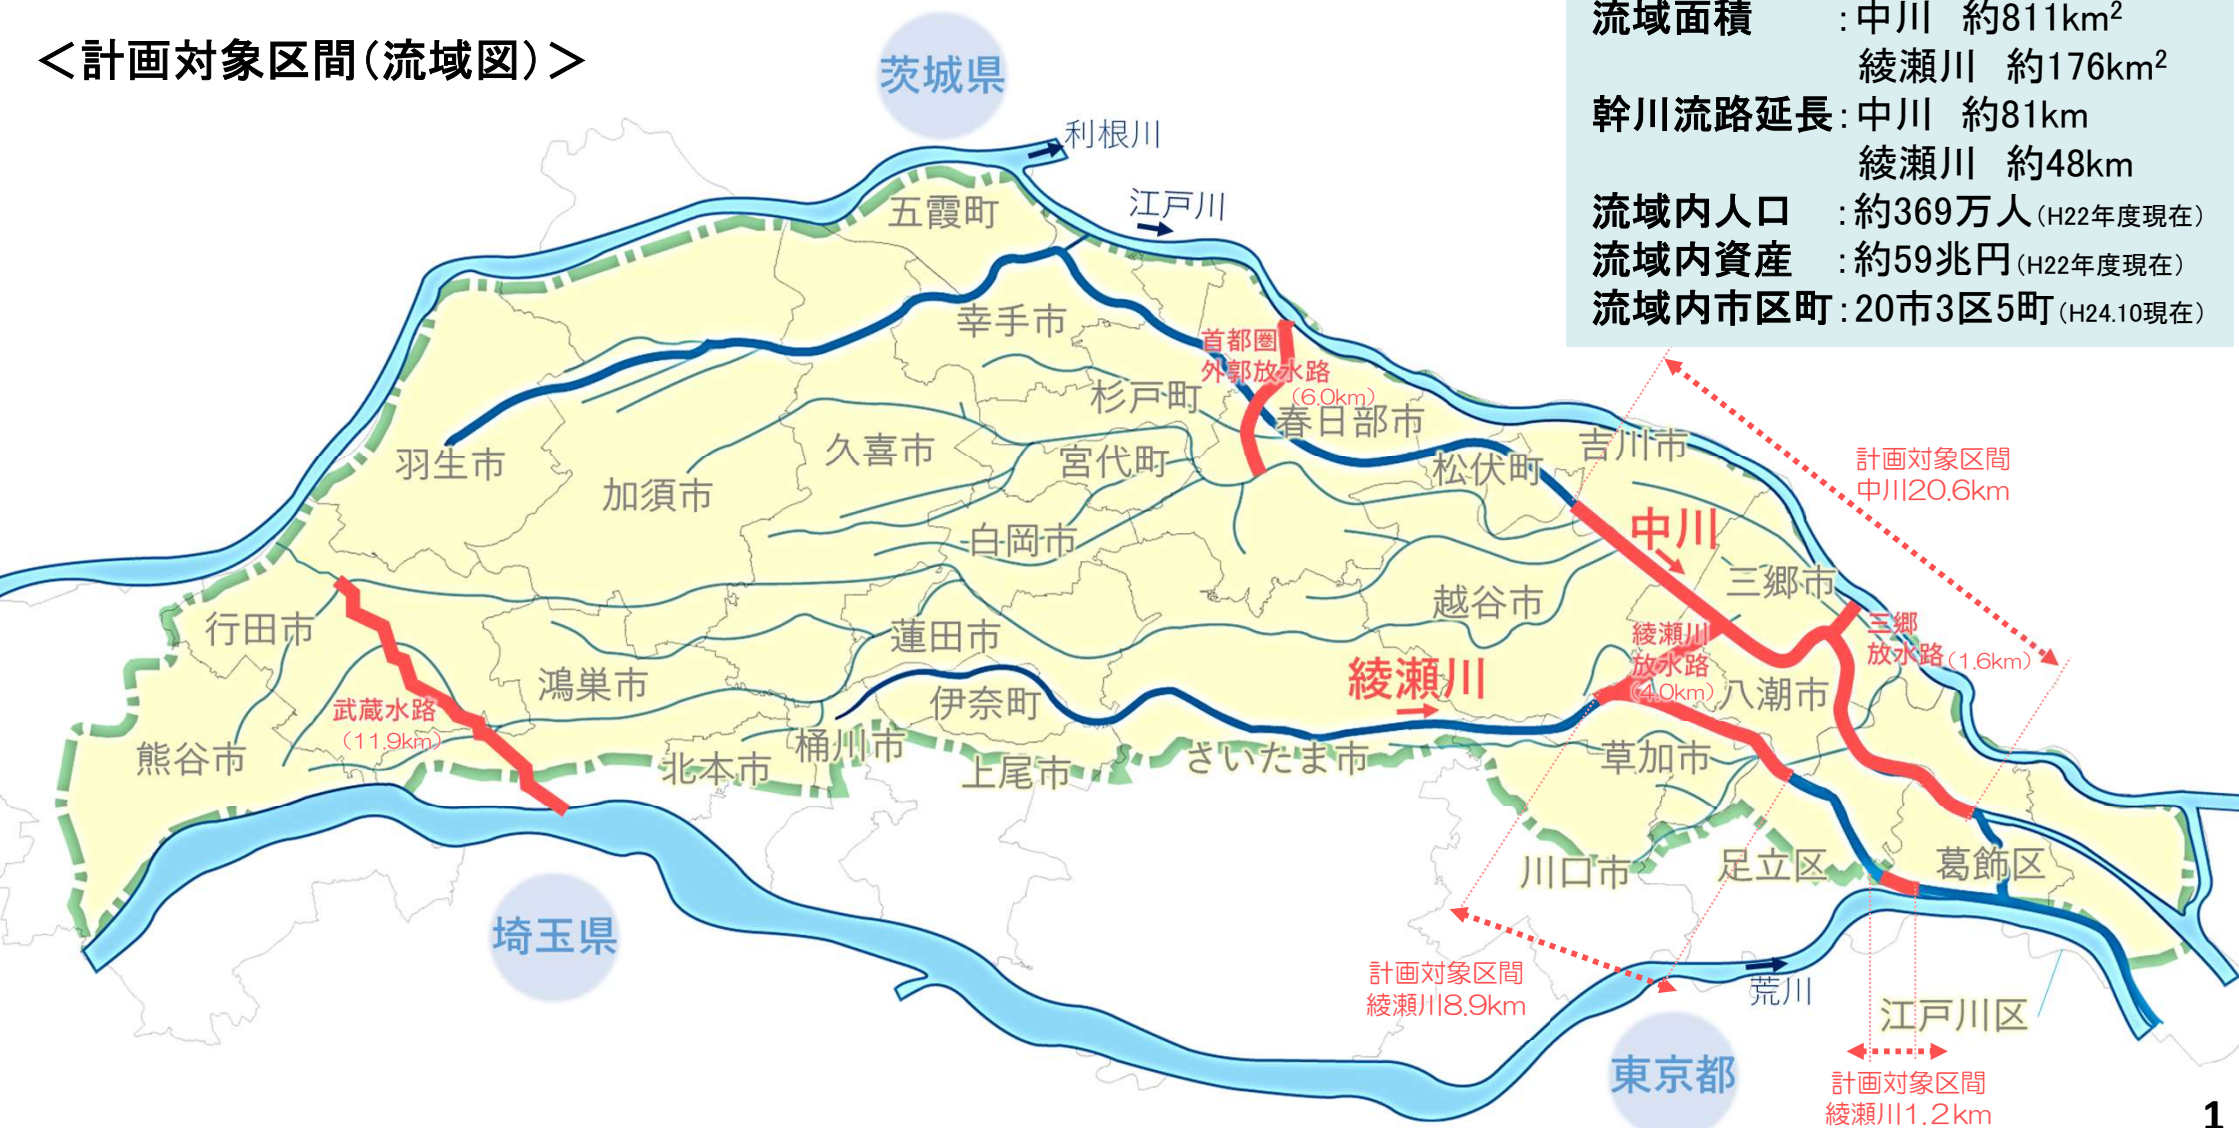 ＜計画対象区間(流域図)＞
流域面積 ：中川 約811km²
綾瀬川 約176km²
幹川流路延長：中川 約81km
綾瀬川 約48km
流域内人口 ：約369万人(H22年度現在)
流域内資産 ：約59兆円(H22年度現在)
流域内市区町：20市3区5町(H24.10現在)
茨城県
利根川
江戸川
五霞町
幸手市
首都圏
外郭放水路
(6.0km)
杉戸町
春日部市
羽生市
加須市
久喜市
宮代町
松伏町
吉川市
計画対象区間
中川20.6km
白岡市
中川
行田市
蓮田市
越谷市
三郷市
三郷
放水路(1.6km)
綾瀬川
放水路
(4.0km)
鴻巣市
伊奈町
綾瀬川
八潮市
武蔵水路
(11.9km)
熊谷市
北本市
桶川市
上尾市
さいたま市
草加市
川口市
足立区
葛飾区
埼玉県
計画対象区間
綾瀬川8.9km
荒川
江戸川区
東京都
計画対象区間
綾瀬川1.2km
1